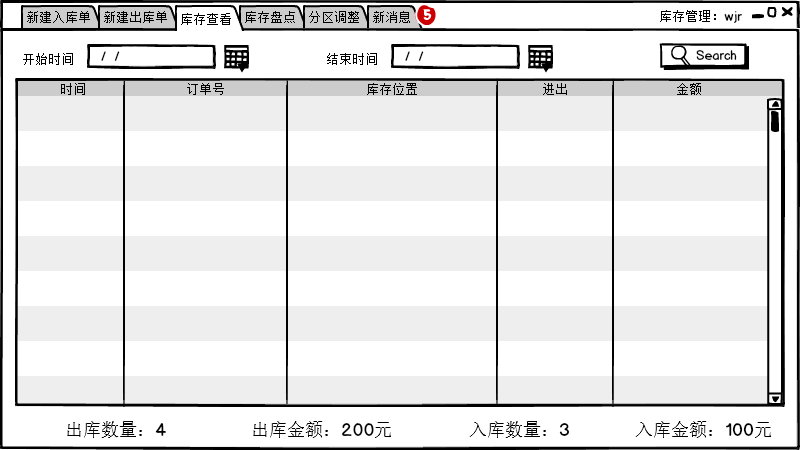 新建入库单 新建出库单 库存查看 库存盘点 分区调整 新消息 5 库存管理：wjr
开始时间 / / 结束时间 / / Search
时间 订单号 库存位置 进出 金额
出库数量：4 出库金额：200元 入库数量：3 入库金额：100元